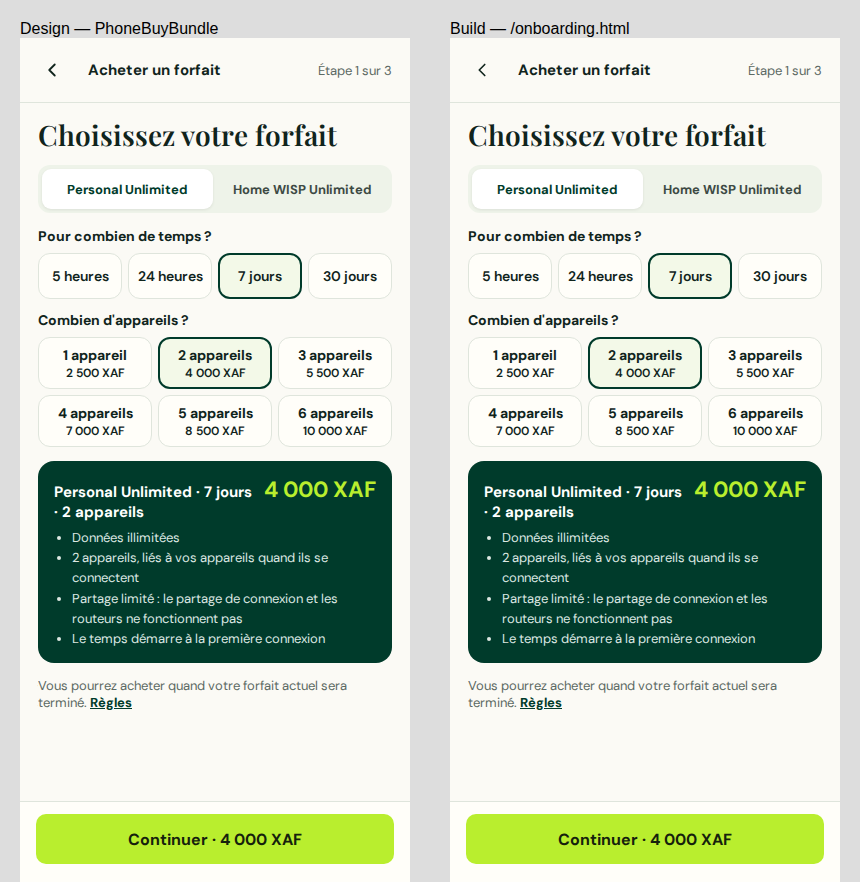 Design — PhoneBuyBundle
Acheter un forfait
Étape 1 sur 3
Choisissez votre forfait
Personal Unlimited
Home WISP Unlimited
Pour combien de temps ?
5 heures
24 heures
7 jours
30 jours
Combien d'appareils ?
1 appareil
2 500 XAF
2 appareils
4 000 XAF
3 appareils
5 500 XAF
4 appareils
7 000 XAF
5 appareils
8 500 XAF
6 appareils
10 000 XAF
Personal Unlimited · 7 jours
· 2 appareils
4 000 XAF
• Données illimitées
• 2 appareils, liés à vos appareils quand ils se
connectent
• Partage limité : le partage de connexion et les
routeurs ne fonctionnent pas
• Le temps démarre à la première connexion
Vous pourrez acheter quand votre forfait actuel sera
terminé. Règles
Continuer · 4 000 XAF
Build — /onboarding.html
Acheter un forfait
Étape 1 sur 3
Choisissez votre forfait
Personal Unlimited
Home WISP Unlimited
Pour combien de temps ?
5 heures
24 heures
7 jours
30 jours
Combien d'appareils ?
1 appareil
2 500 XAF
2 appareils
4 000 XAF
3 appareils
5 500 XAF
4 appareils
7 000 XAF
5 appareils
8 500 XAF
6 appareils
10 000 XAF
Personal Unlimited · 7 jours
· 2 appareils
4 000 XAF
• Données illimitées
• 2 appareils, liés à vos appareils quand ils se
connectent
• Partage limité : le partage de connexion et les
routeurs ne fonctionnent pas
• Le temps démarre à la première connexion
Vous pourrez acheter quand votre forfait actuel sera
terminé. Règles
Continuer · 4 000 XAF